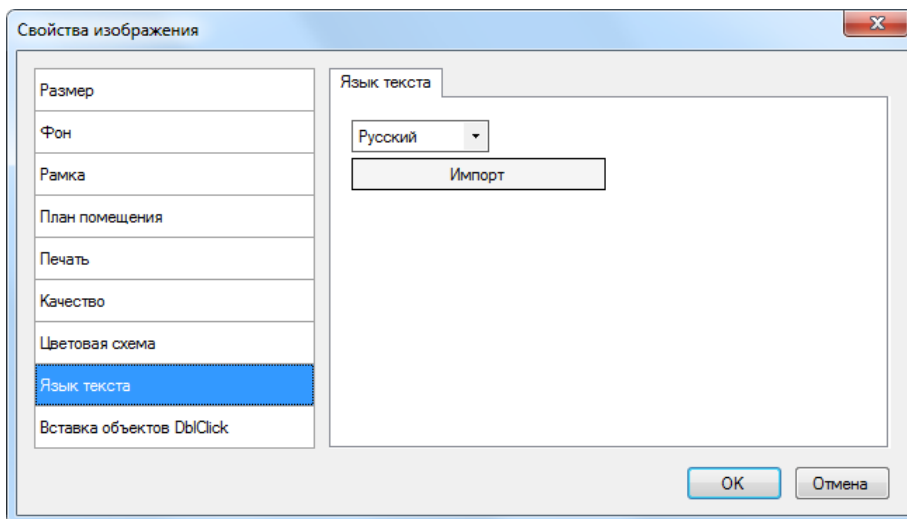 Свойства изображения
Размер
Фон
Рамка
План помещения
Печать
Качество
Цветовая схема
Язык текста
Вставка объектов DblClick
Язык текста
Русский
Импорт
OK
Отмена